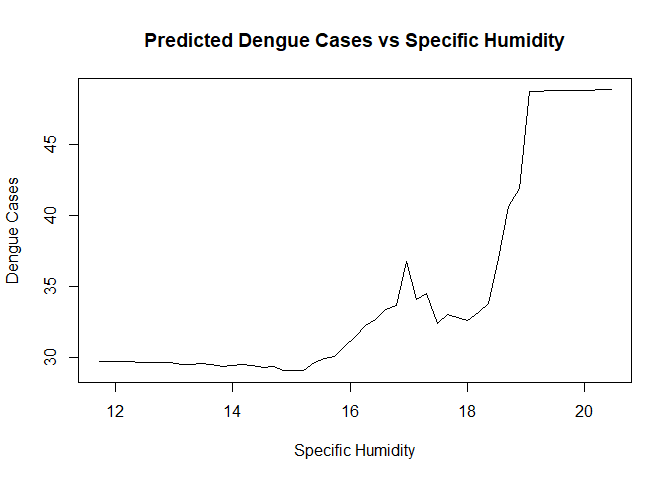 Predicted Dengue Cases vs Specific Humidity
Dengue Cases
45
40
35
30
12 14 16 18 20
Specific Humidity